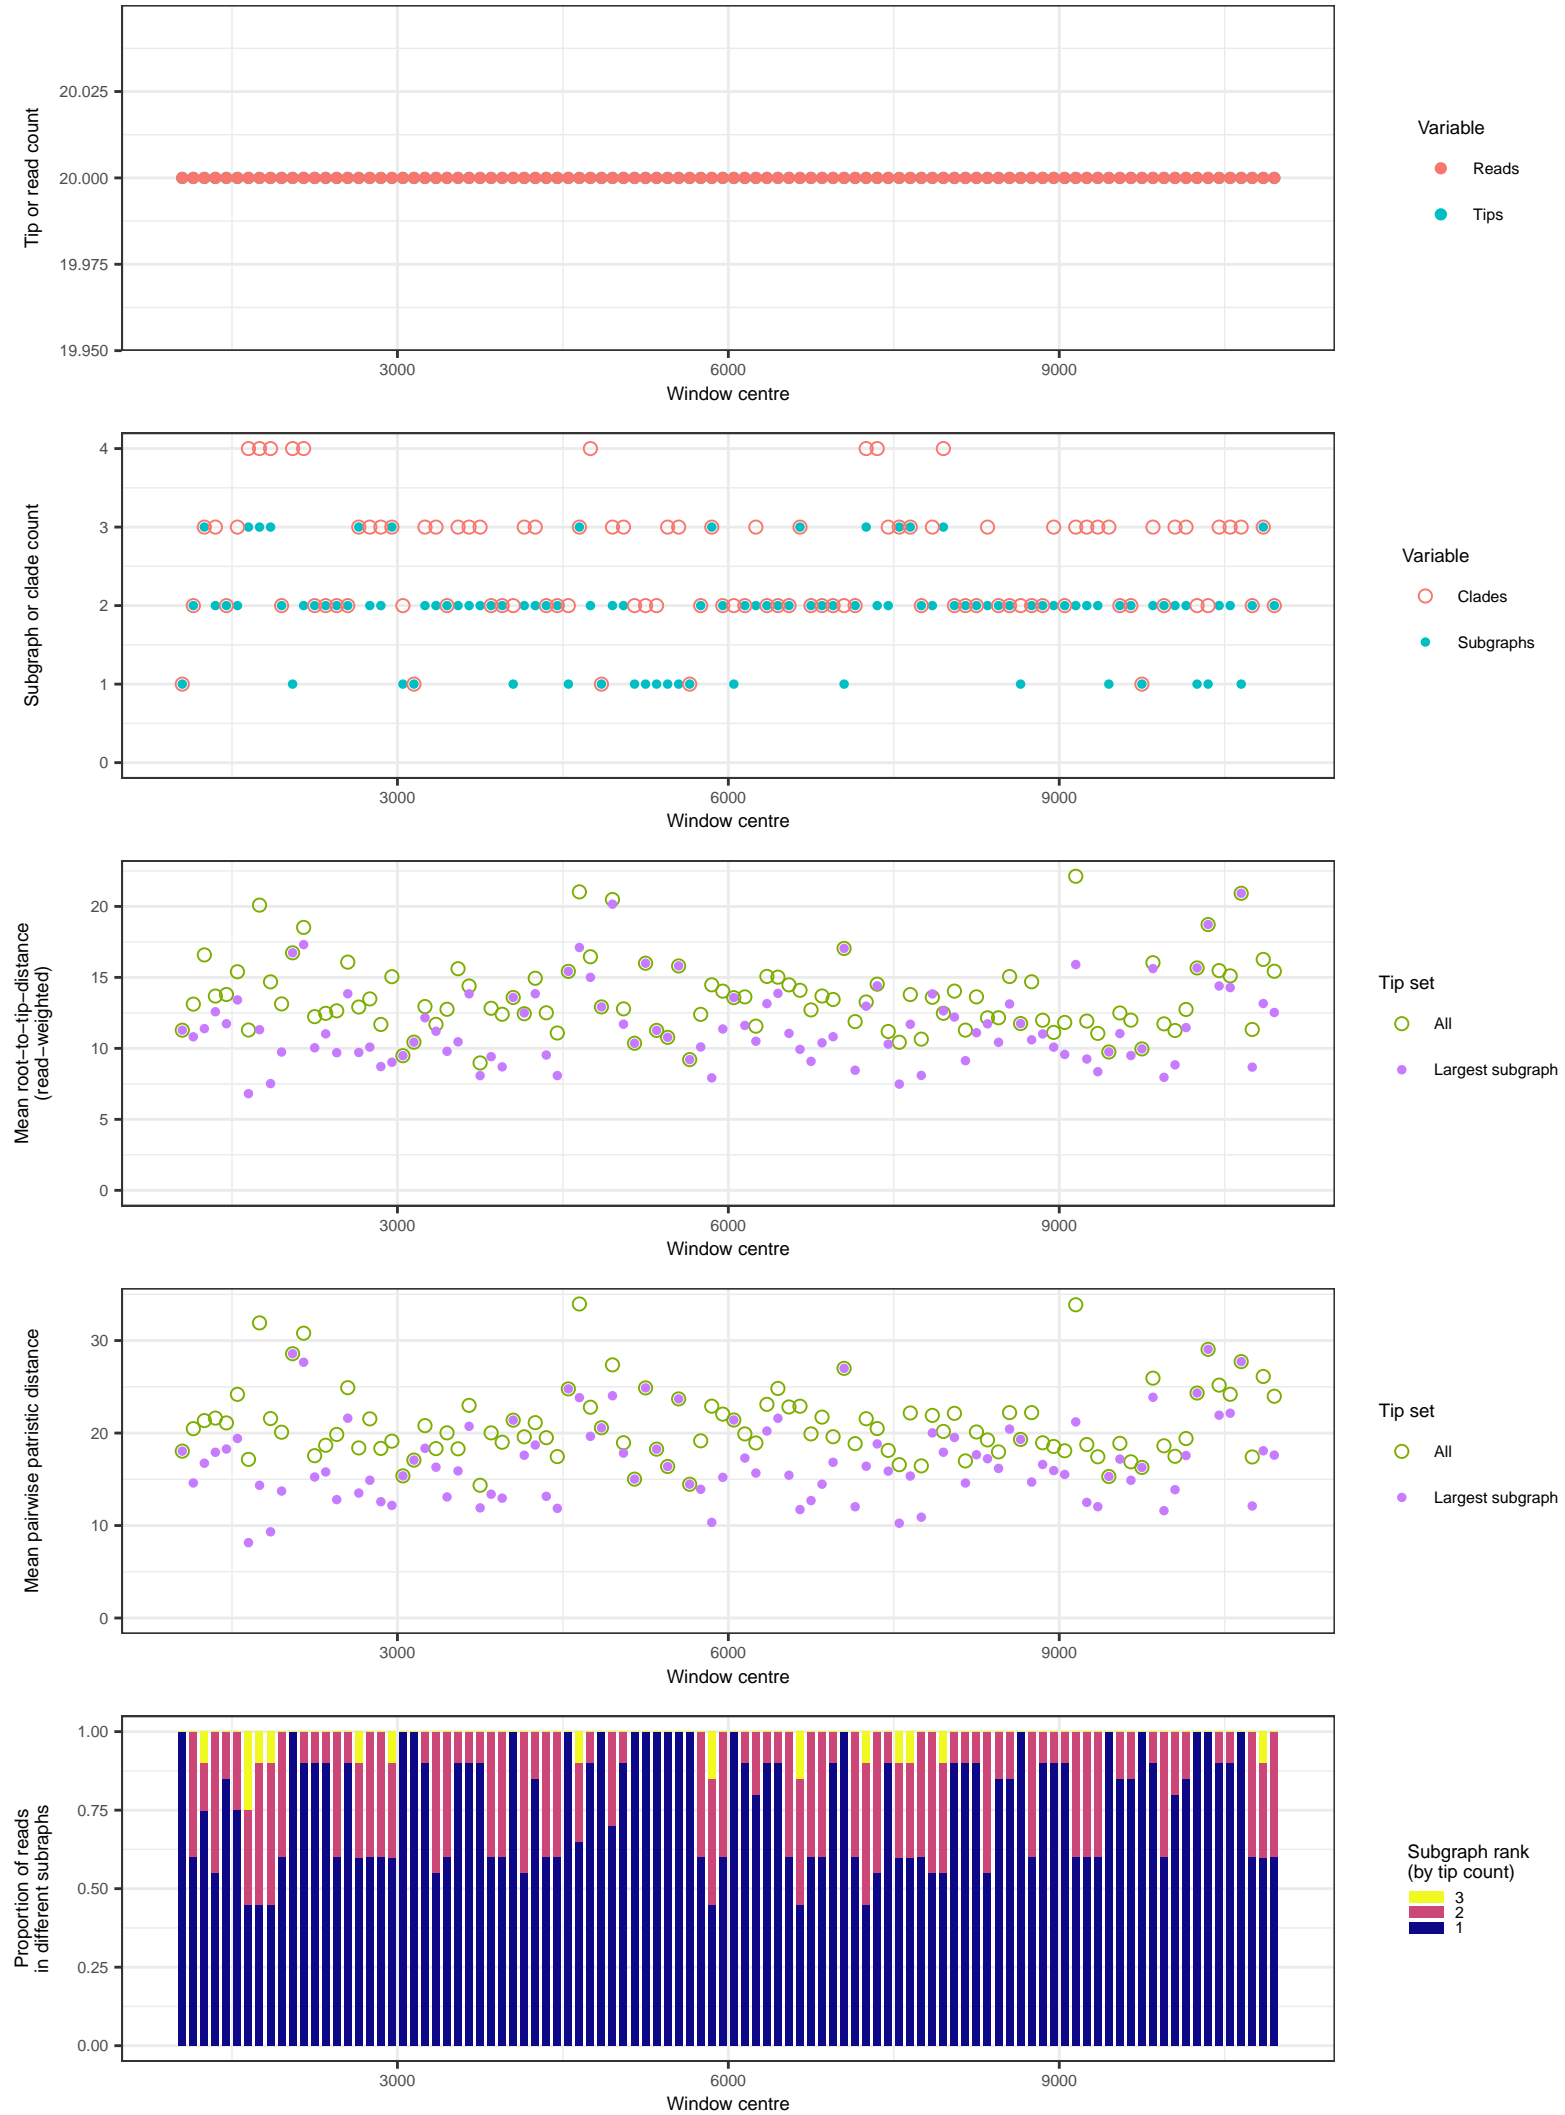 20.025
20.000
19.975
19.950
Tip or read count
3000
6000
9000
Window centre
Variable
Reads
Tips
4
3
2
1
0
Subgraph or clade count
3000
6000
9000
Window centre
Variable
Clades
Subgraphs
20
15
10
5
0
Mean root−to−tip−distance
(read−weighted)
3000
6000
9000
Window centre
Tip set
All
Largest subgraph
30
20
10
0
Mean pairwise patristic distance
3000
6000
9000
Window centre
Tip set
All
Largest subgraph
1.00
0.75
0.50
0.25
0.00
Proportion of reads
in different subraphs
3000
6000
9000
Window centre
Subgraph rank
(by tip count)
3
2
1